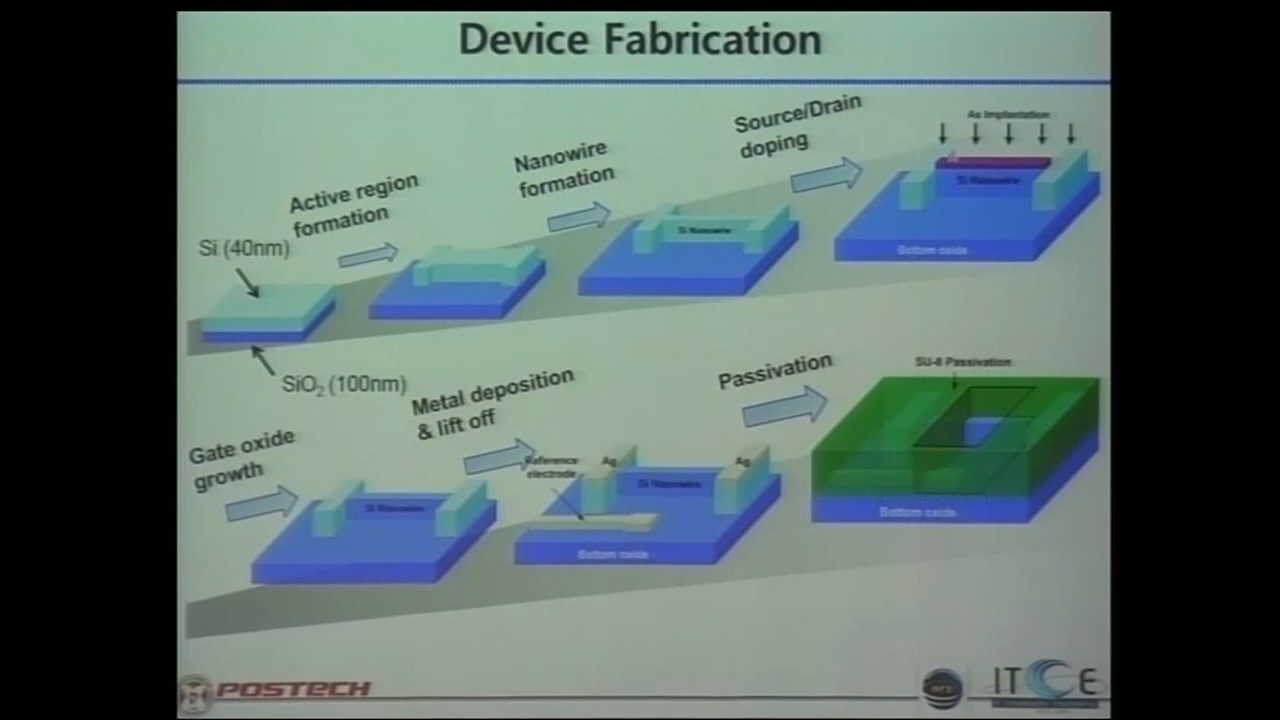 Device Fabrication
Si (40nm)
SiO2 (100nm)
Active region
formation
Nanowire
formation
Si Nanowire
Source/Drain
doping
As Implantation
Si Nanowire
Bottom oxide
Gate oxide
growth
Si Nanowire
Metal deposition
& lift off
Reference
electrode
Ag
Ag
Si Nanowire
Bottom oxide
Passivation
SU-8 Passivation
Bottom oxide
POSTECH
ITCE